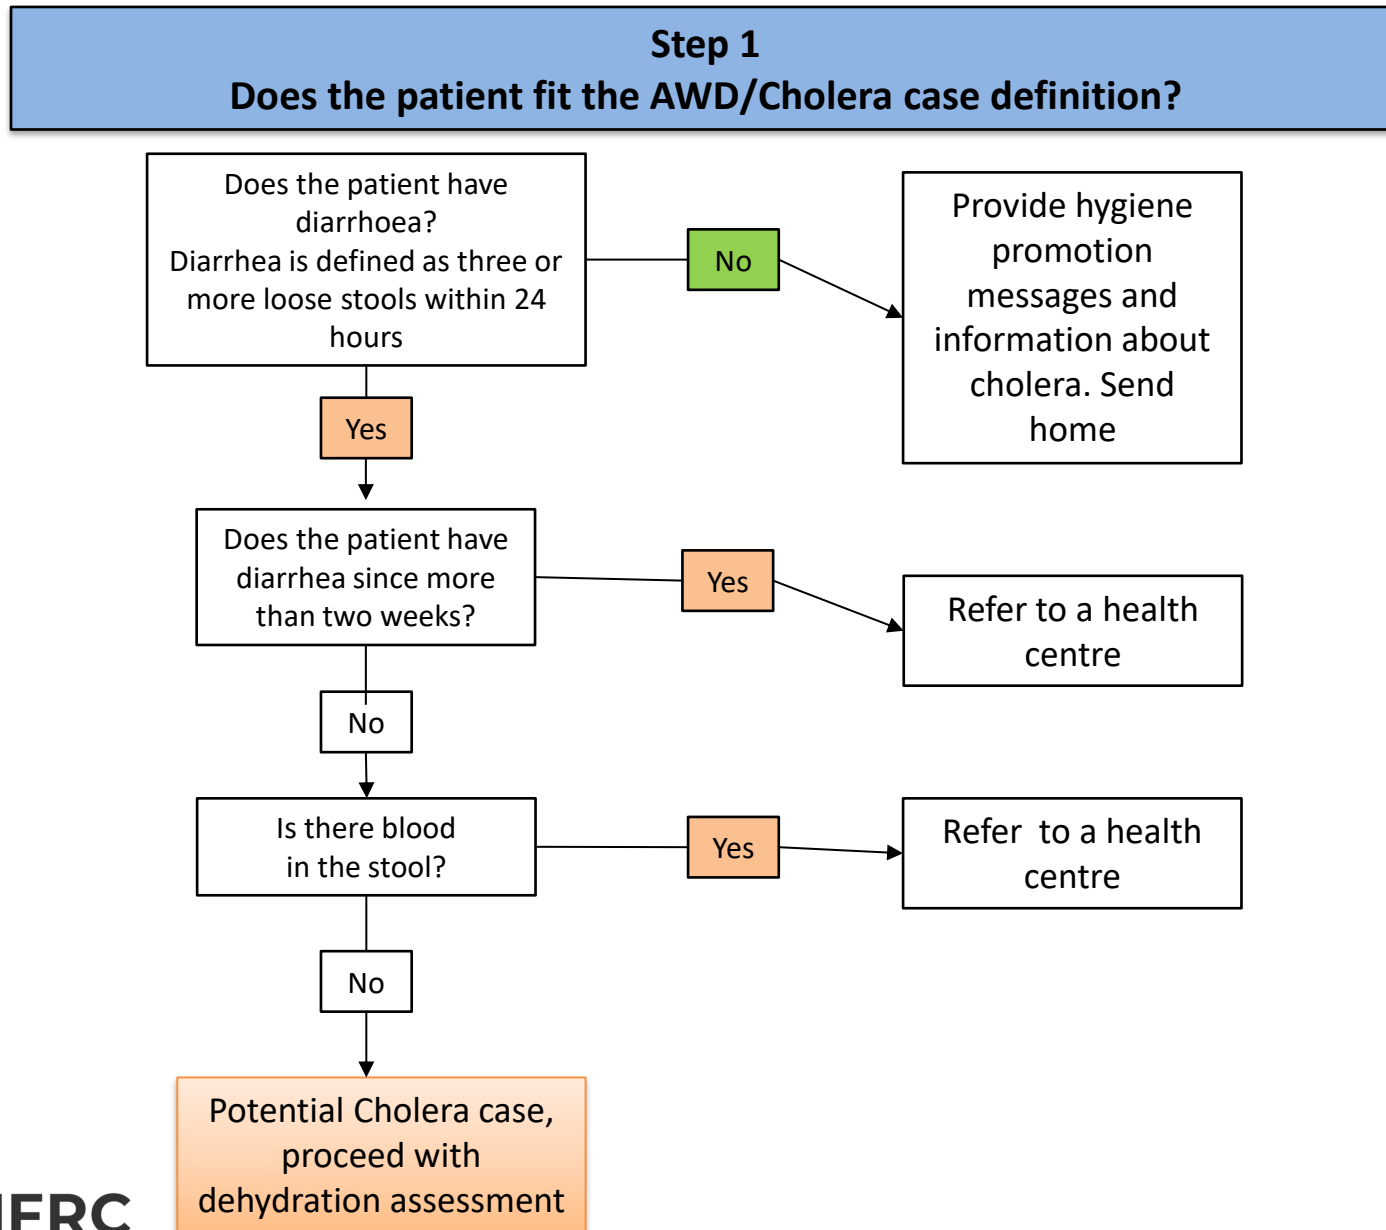 Step 1
Does the patient fit the AWD/Cholera case definition?
Does the patient have
diarrhoea?
Diarrhea is defined as three or
more loose stools within 24
hours
No
Provide hygiene
promotion
messages and
information about
cholera. Send
home
Yes
Does the patient have
diarrhea since more
than two weeks?
Yes
Refer to a health
centre
No
Is there blood
in the stool?
Yes
Refer  to a health
centre
No
Potential Cholera case,
proceed with
dehydration assessment
IFRC